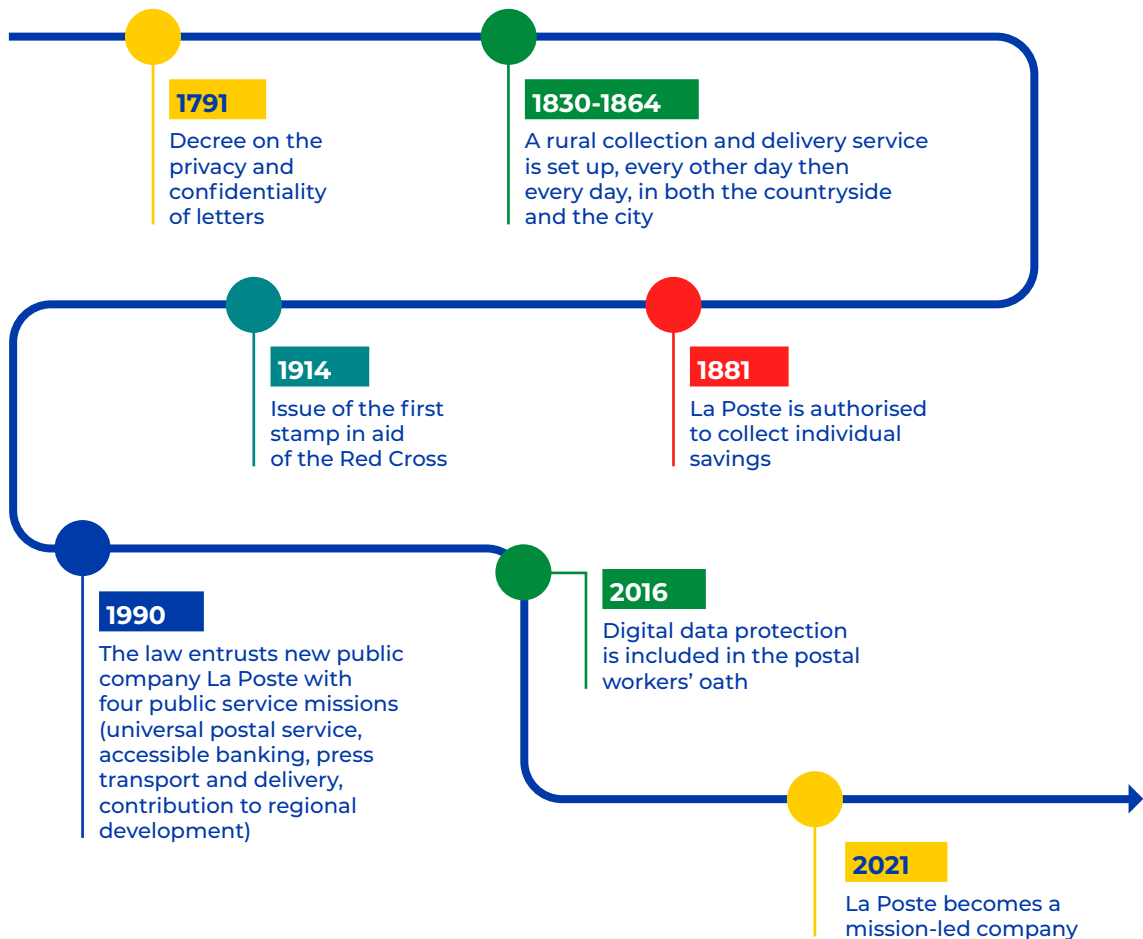 1791
Decree on the
privacy and
confidentiality
of letters
1830-1864
A rural collection and delivery service
is set up, every other day then
every day, in both the countryside
and the city
1881
La Poste is authorised
to collect individual
savings
1914
Issue of the first
stamp in aid
of the Red Cross
1990
The law entrusts new public
company La Poste with
four public service missions
(universal postal service,
accessible banking, press
transport and delivery,
contribution to regional
development)
2016
Digital data protection
is included in the postal
workers’ oath
2021
La Poste becomes a
mission-led company